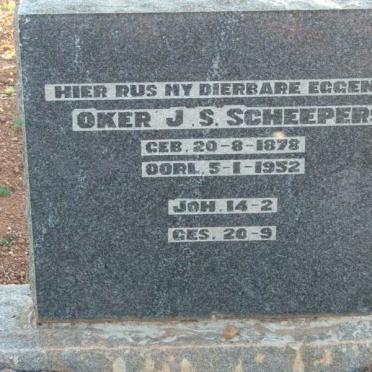 HIER RUS MY DIERBARE EGGEN
OKER J. S. SCHEEPERS
GEB. 20-8-1878
OORL. 5-1-1952
JOH. 14-2
GES. 20-9